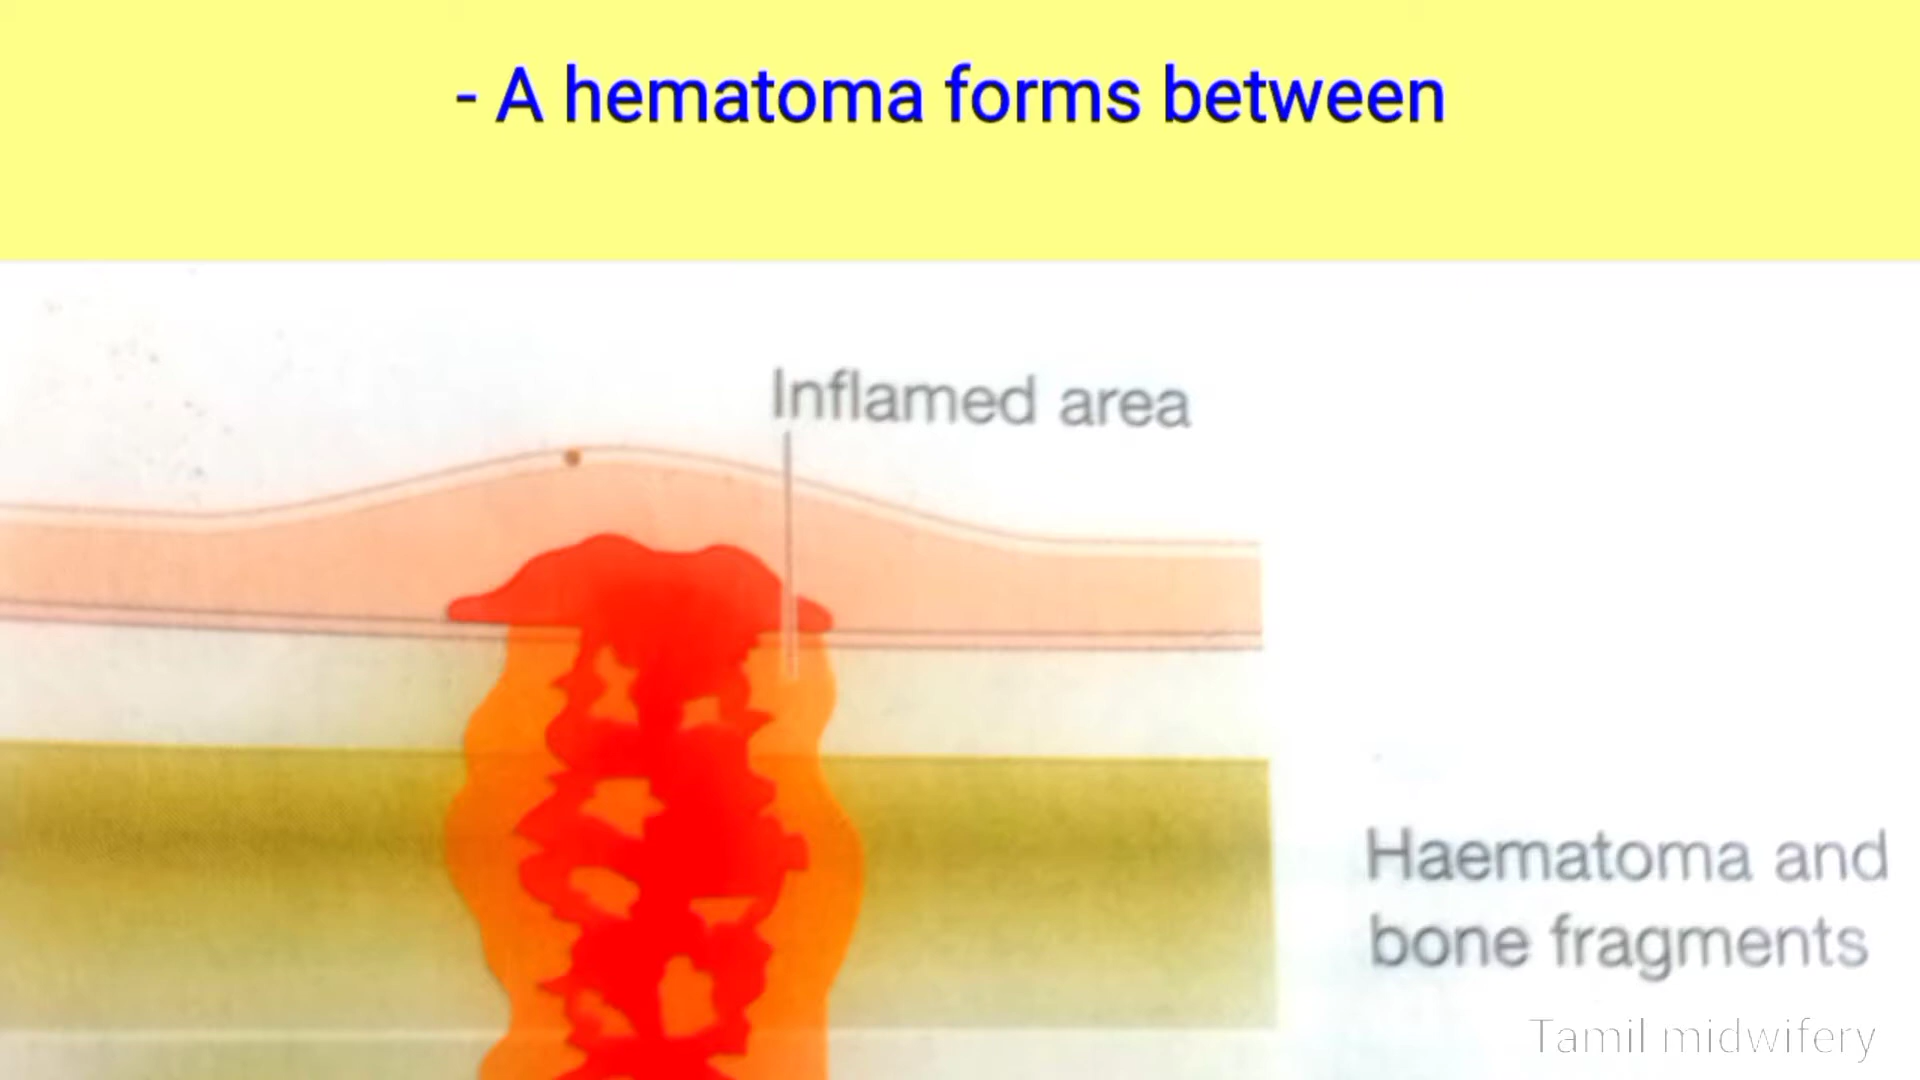 - A hematoma forms between
Inflamed area
Haematoma and
bone fragments
Tamil midwifery